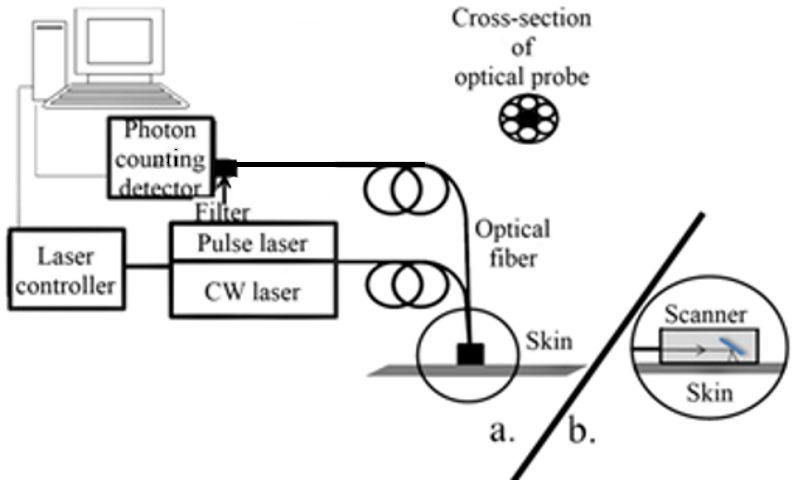 Cross-section
of
optical probe
Photon
counting
detector
Filter
Pulse laser
CW laser
Laser
controller
Optical
fiber
Skin
Scanner
Skin
a.
b.